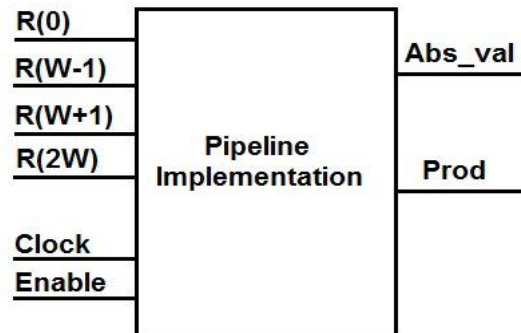 R(0)
R(W-1)
R(W+1)
R(2W)
Clock
Enable
Pipeline
Implementation
Abs_val
Prod